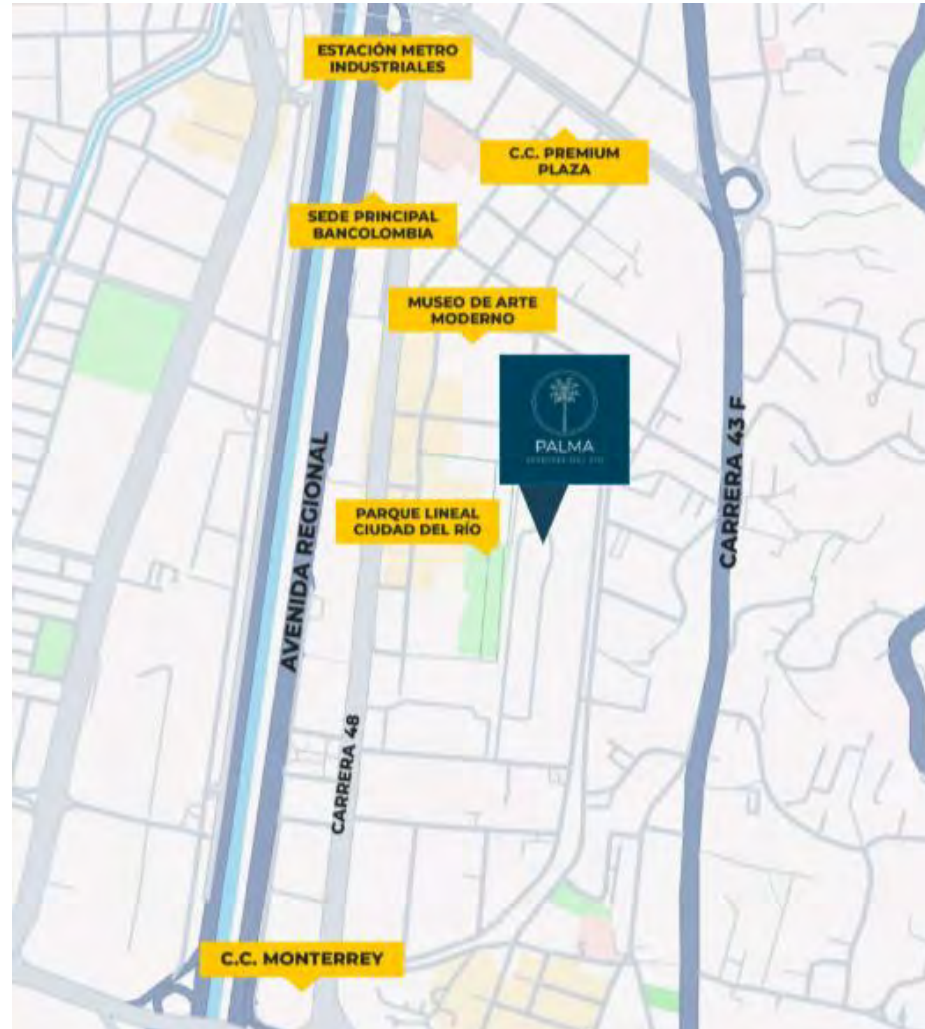 ESTACIÓN METRO
INDUSTRIALES
C.C. PREMIUM
PLAZA
SEDE PRINCIPAL
BANCOLOMBIA
MUSEO DE ARTE
MODERNO
PALMA
CARRERA 43 F
AVENIDA REGIONAL
PARQUE LINEAL
CIUDAD DEL RÍO
CARRERA 48
C.C. MONTERREY